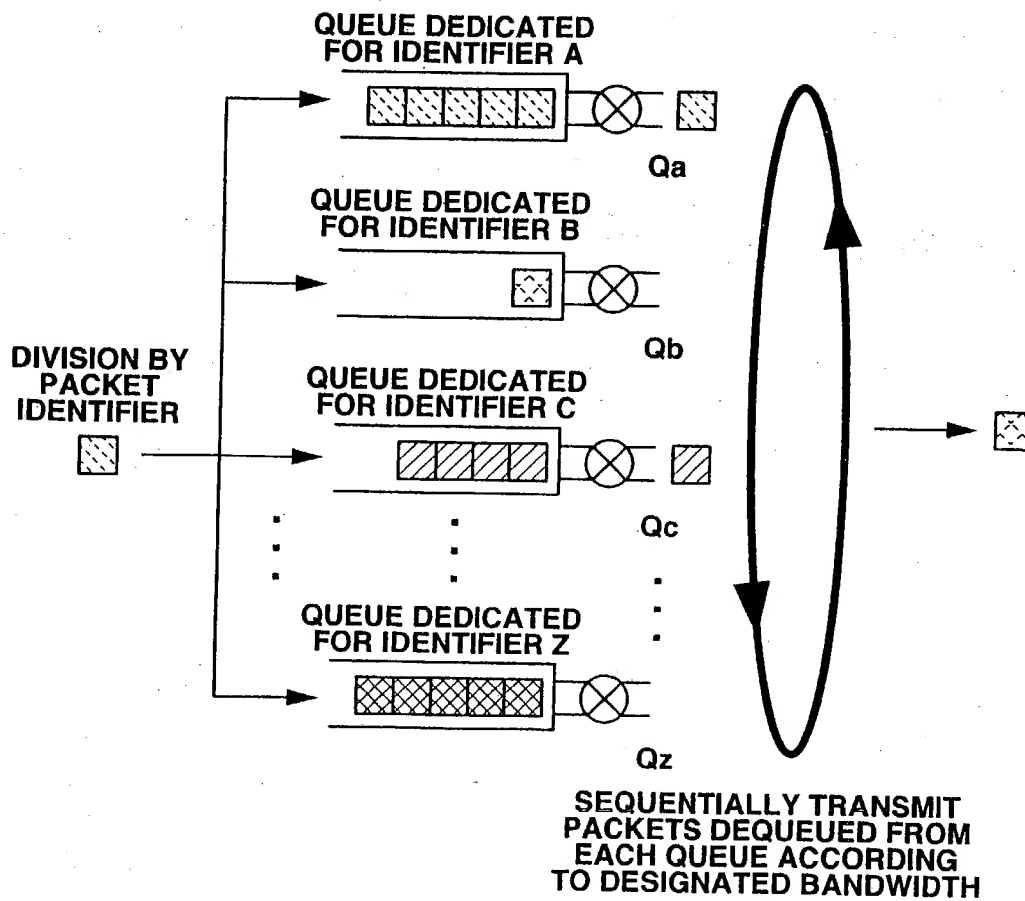 QUEUE DEDICATED
FOR IDENTIFIER A
Qa
QUEUE DEDICATED
FOR IDENTIFIER B
Qb
DIVISION BY
PACKET
IDENTIFIER
QUEUE DEDICATED
FOR IDENTIFIER C
Qc
QUEUE DEDICATED
FOR IDENTIFIER Z
Qz
SEQUENTIALLY TRANSMIT
PACKETS DEQUEUED FROM
EACH QUEUE ACCORDING
TO DESIGNATED BANDWIDTH